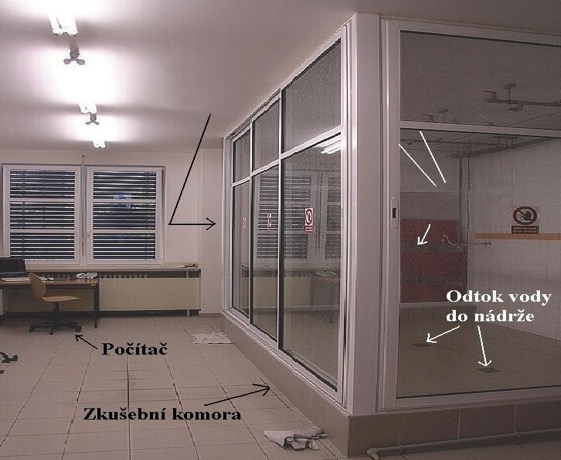 Odtok vody
do nádrže
Počítač
Zkušební komora